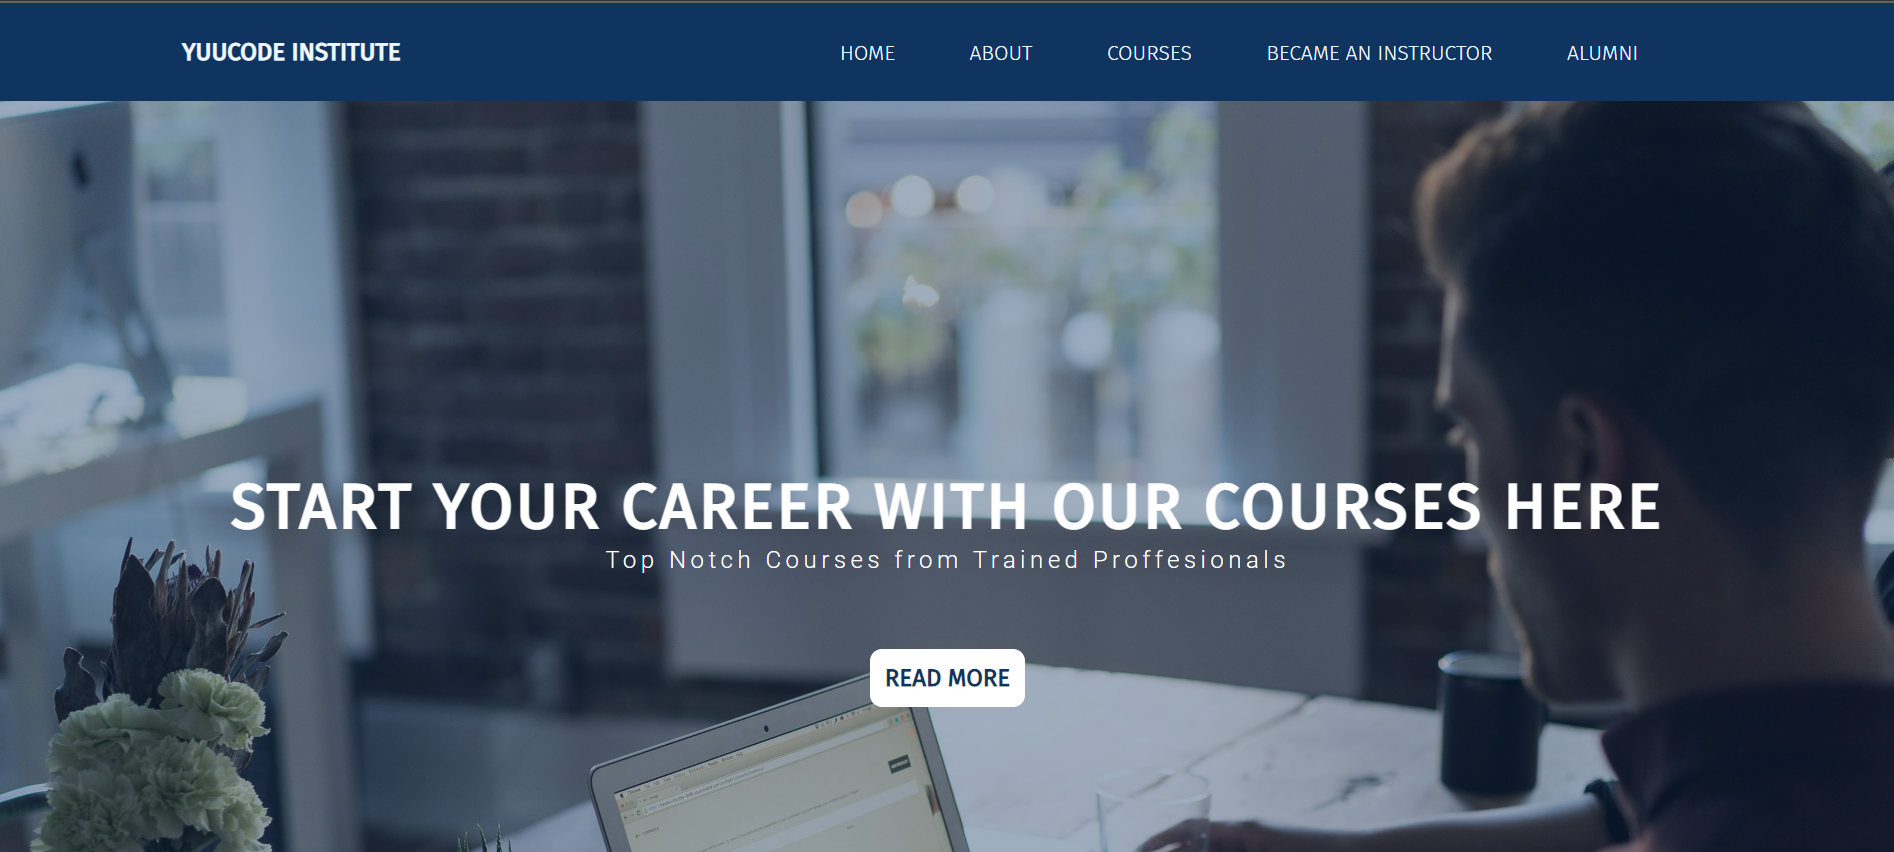 YUUCODE INSTITUTE
HOME ABOUT COURSES BECAME AN INSTRUCTOR ALUMNI
START YOUR CAREER WITH OUR COURSES HERE
Top Notch Courses from Trained Proffesionals
READ MORE